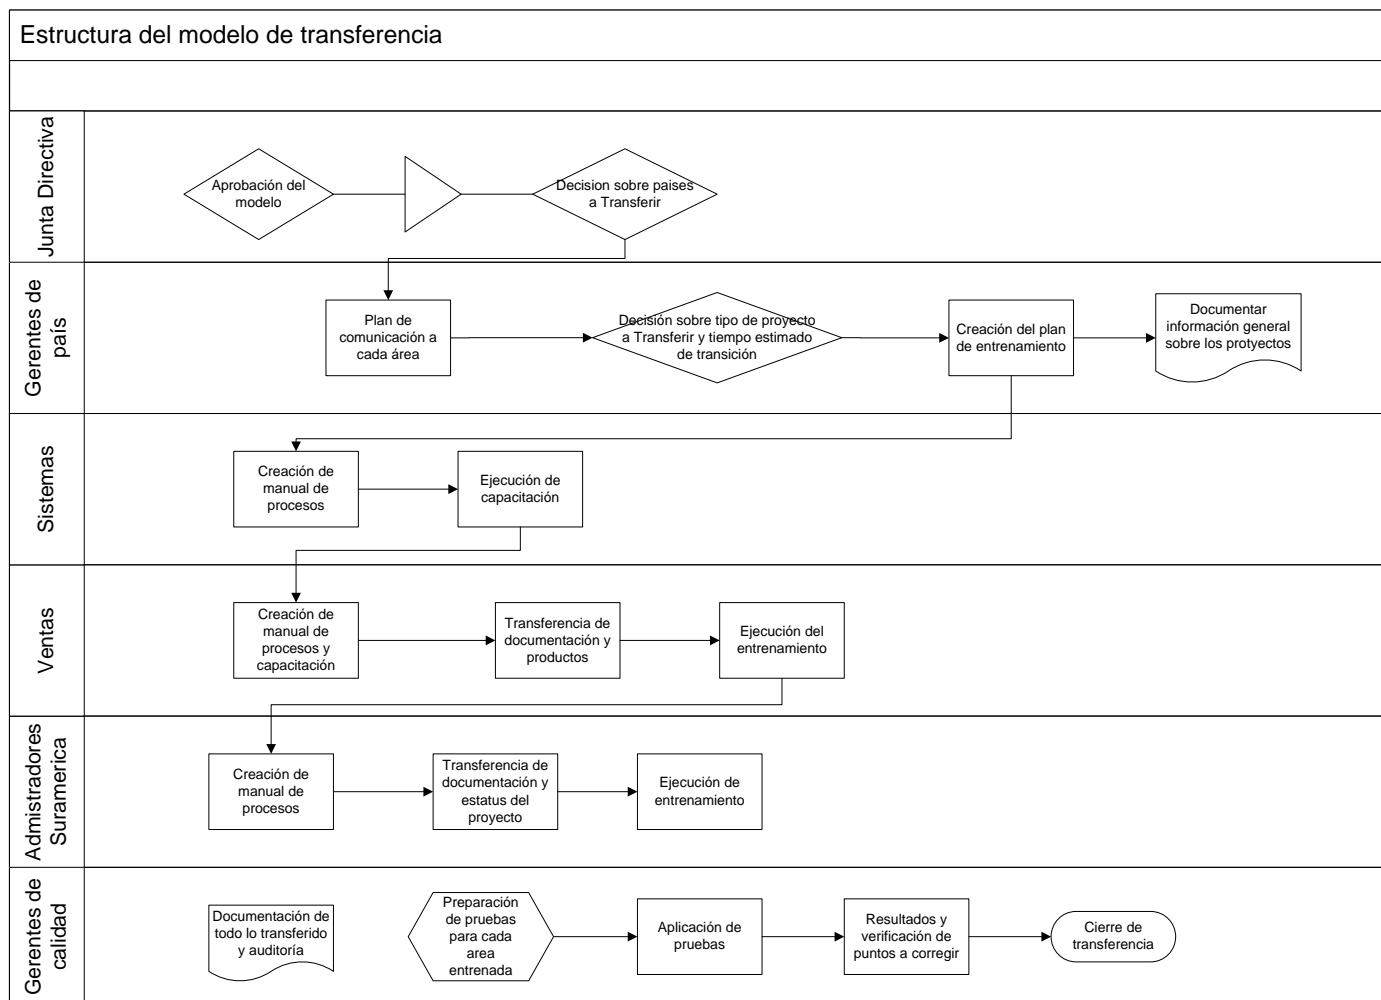 Estructura del modelo de transferencia
Junta Directiva
Aprobación del
modelo
Decision sobre paises
a Transferir
Gerentes de
país
Plan de
comunicación a
cada área
Decisión sobre tipo de proyecto
a Transferir y tiempo estimado
de transición
Creación del plan
de entrenamiento
Documentar
información general
sobre los protyectos
Sistemas
Creación de
manual de
procesos
Ejecución de
capacitación
Ventas
Creación de
manual de
procesos y
capacitación
Transferencia de
documentación y
productos
Ejecución del
entrenamiento
Admistradores
Suramerica
Creación de
manual de
procesos
Transferencia de
documentación y
estatus del
proyecto
Ejecución de
entrenamiento
Gerentes de
calidad
Documentación de
todo lo transferido
y auditoría
Preparación
de pruebas
para cada
area
entrenada
Aplicación de
pruebas
Resultados y
verificación de
puntos a corregir
Cierre de
transferencia